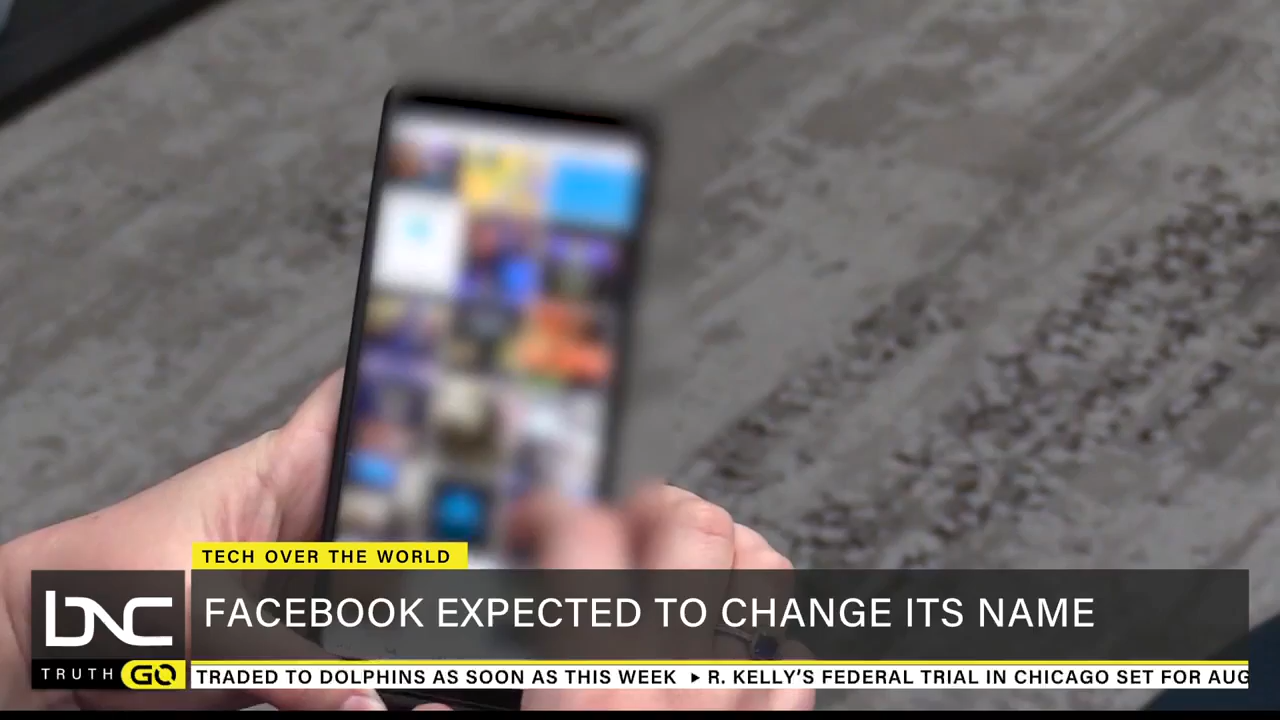 TECH OVER THE WORLD
BNC
FACEBOOK EXPECTED TO CHANGE ITS NAME
TRUTH GO
TRADED TO DOLPHINS AS SOON AS THIS WEEK ▸ R. KELLY'S FEDERAL TRIAL IN CHICAGO SET FOR AUG